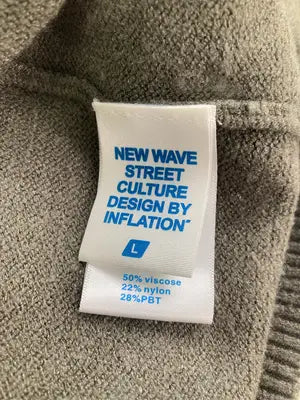 NEW WAVE
STREET
CULTURE
DESIGN BY
INFLATION"
L
50% viscose
22% nylon
28%PBT